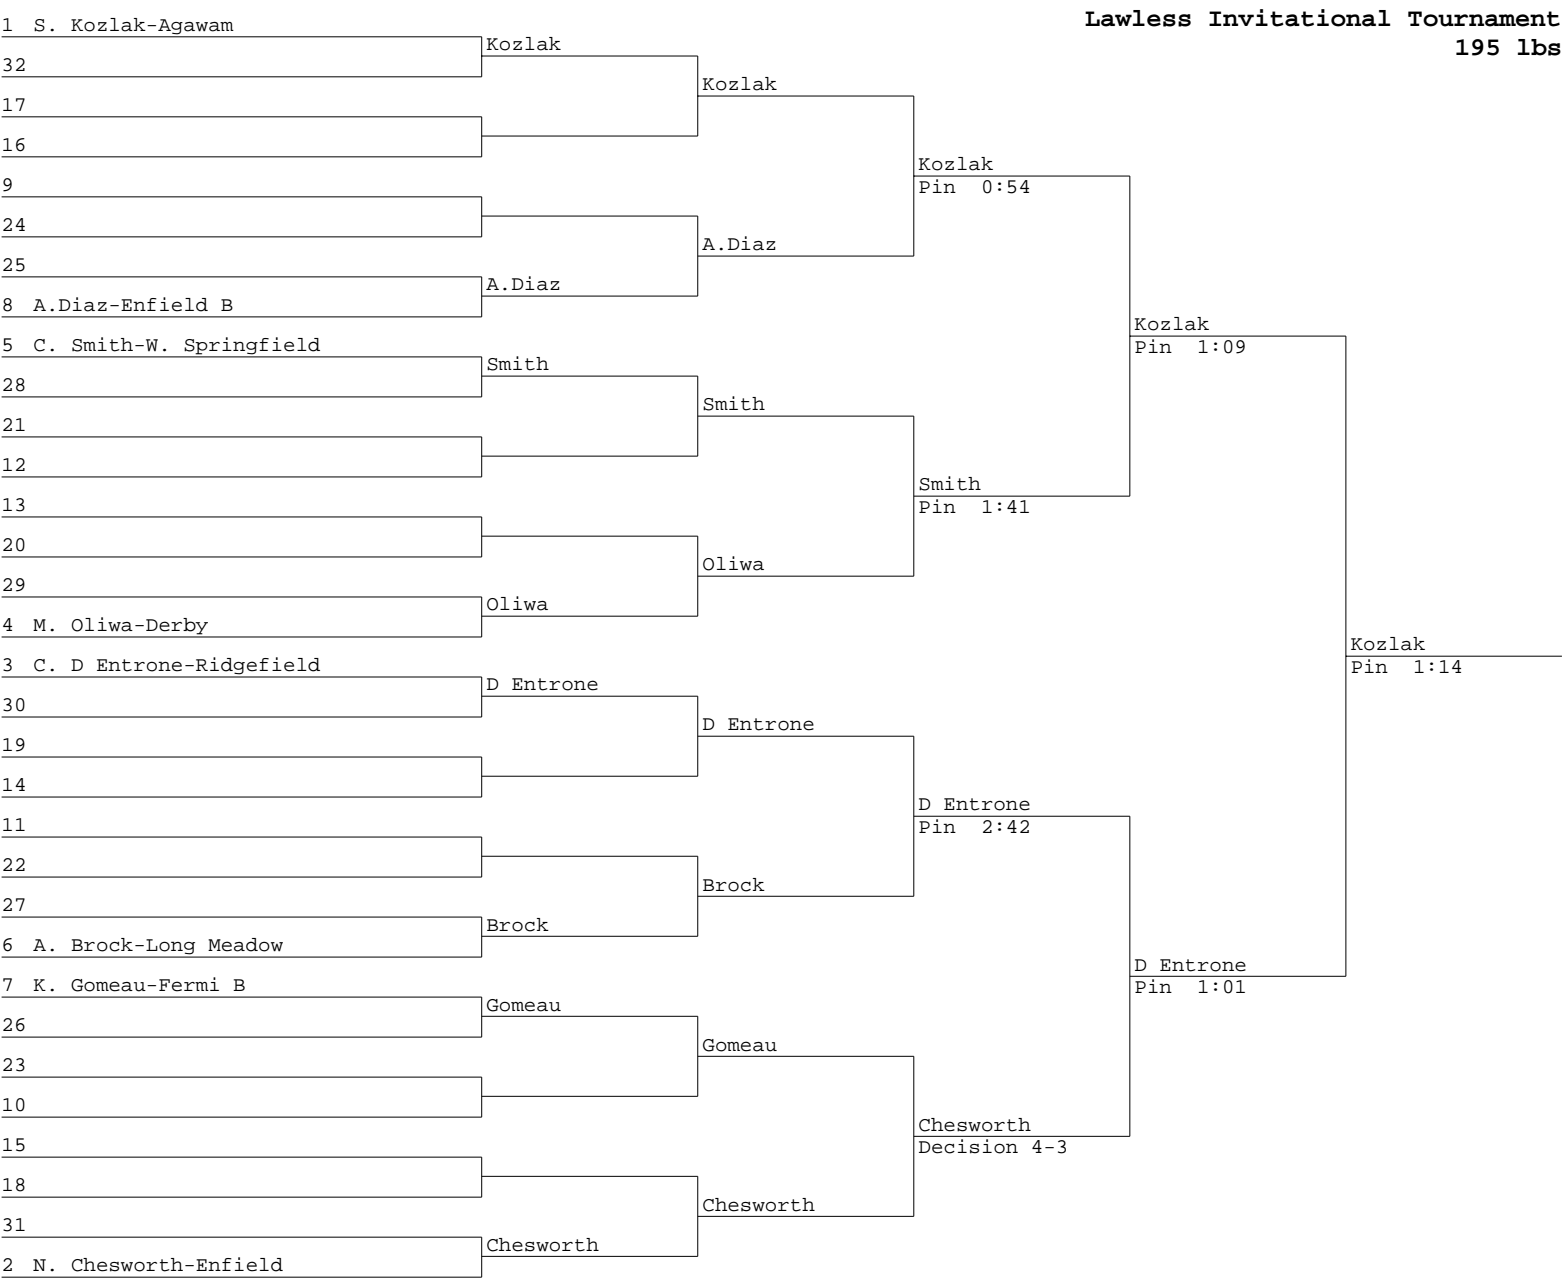 Lawless Invitational Tournament
195 lbs
1 S. Kozlak-Agawam
32
17
16
9
24
25
8 A.Diaz-Enfield B
5 C. Smith-W. Springfield
28
21
12
13
20
29
4 M. Oliwa-Derby
3 C. D Entrone-Ridgefield
30
19
14
11
22
27
6 A. Brock-Long Meadow
7 K. Gomeau-Fermi B
26
23
10
15
18
31
2 N. Chesworth-Enfield
Kozlak
A.Diaz
Smith
Oliwa
D Entrone
Brock
Gomeau
Chesworth
Kozlak
A.Diaz
Smith
Oliwa
D Entrone
Brock
Gomeau
Chesworth
Kozlak
Pin 0:54
Smith
Pin 1:41
D Entrone
Pin 2:42
Chesworth
Decision 4-3
Kozlak
Pin 1:09
D Entrone
Pin 1:01
Kozlak
Pin 1:14